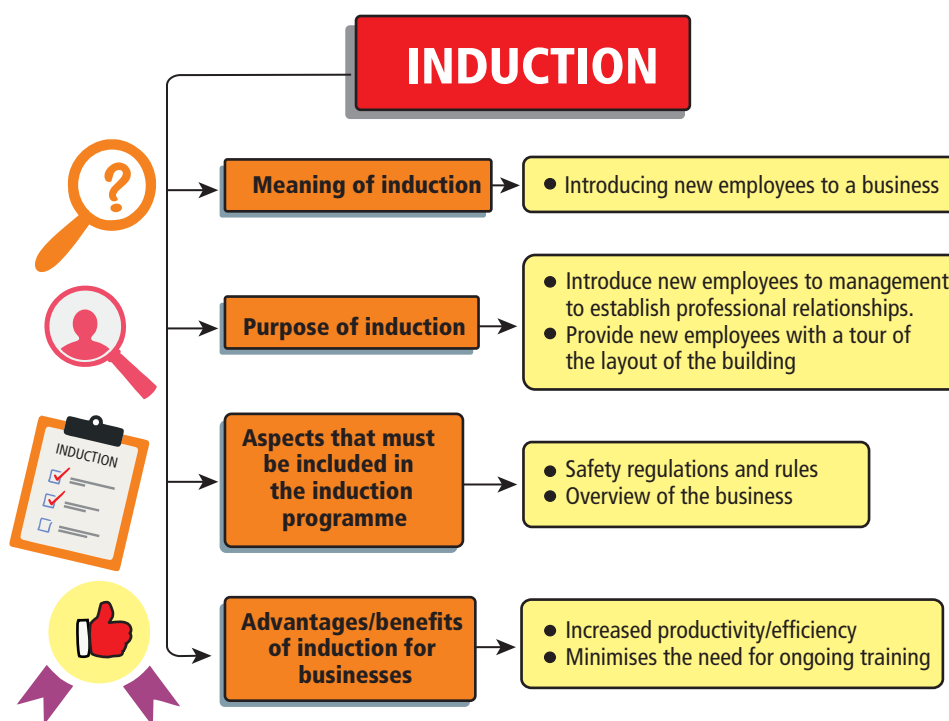 INDUCTION
Meaning of induction
● Introducing new employees to a business
Purpose of induction
● Introduce new employees to management
to establish professional relationships.
● Provide new employees with a tour of
the layout of the building
INDUCTION
Aspects that must
be included in
the induction
programme
● Safety regulations and rules
● Overview of the business
Advantages/benefits
of induction for
businesses
● Increased productivity/efficiency
● Minimises the need for ongoing training